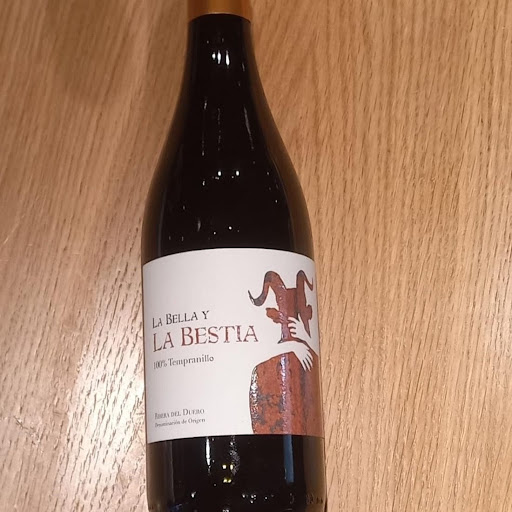 LA BELLA Y
LA BESTIA
100% Tempranillo
RIBERA DEL DUERO
Denominación de Origen